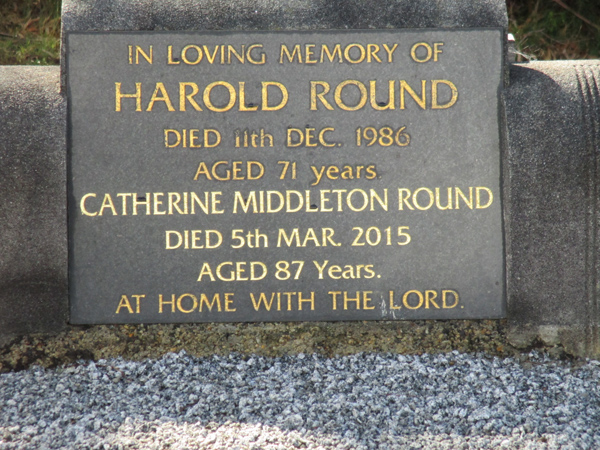 IN LOVING MEMORY OF
HAROLD ROUND
DIED 11th DEC. 1986
AGED 71 years.
CATHERINE MIDDLETON ROUND
DIED 5th MAR. 2015
AGED 87 Years.
AT HOME WITH THE LORD.